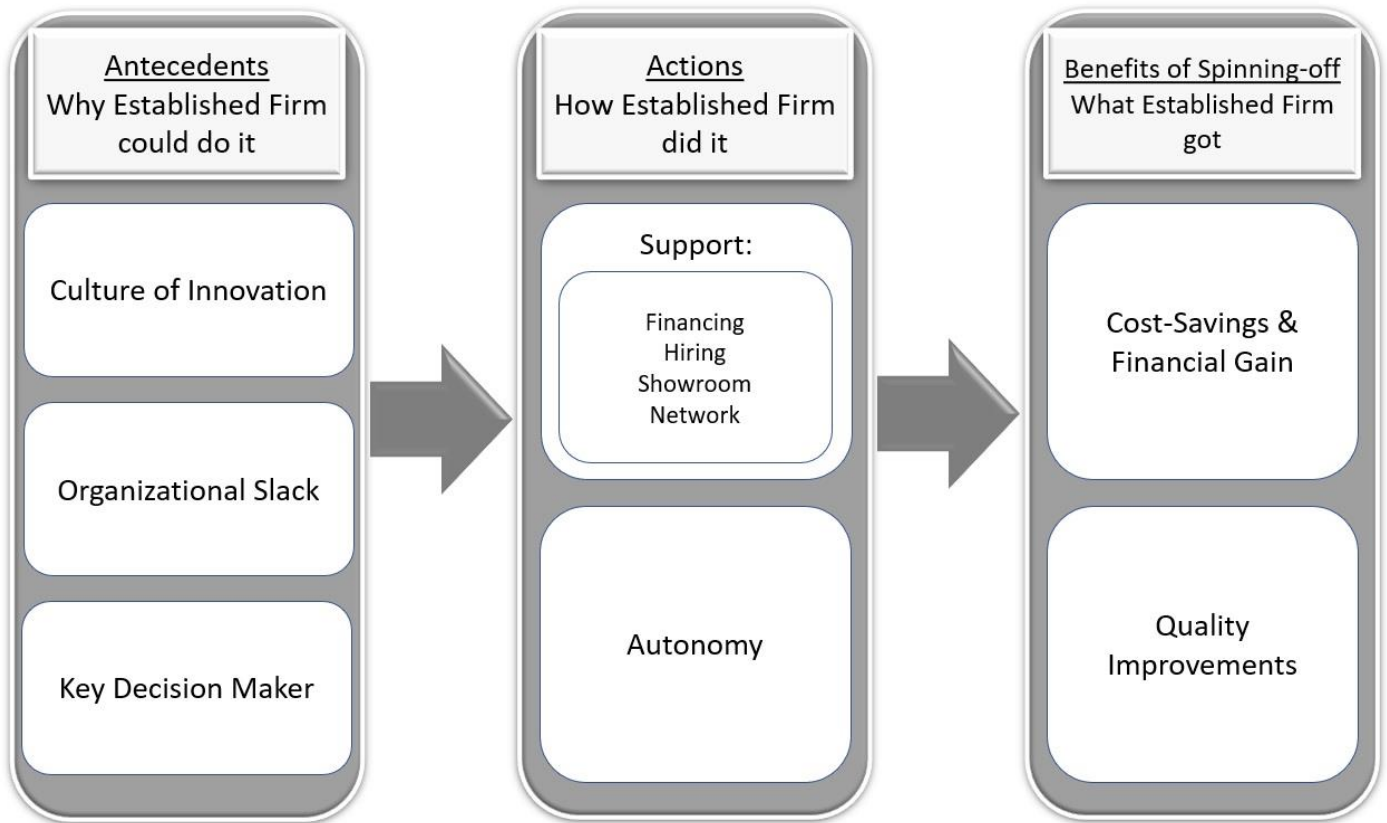 Antecedents
Why Established Firm
could do it
Culture of Innovation
Organizational Slack
Key Decision Maker
Actions
How Established Firm
did it
Support:
Financing
Hiring
Showroom
Network
Autonomy
Benefits of Spinning-off
What Established Firm
got
Cost-Savings &
Financial Gain
Quality
Improvements